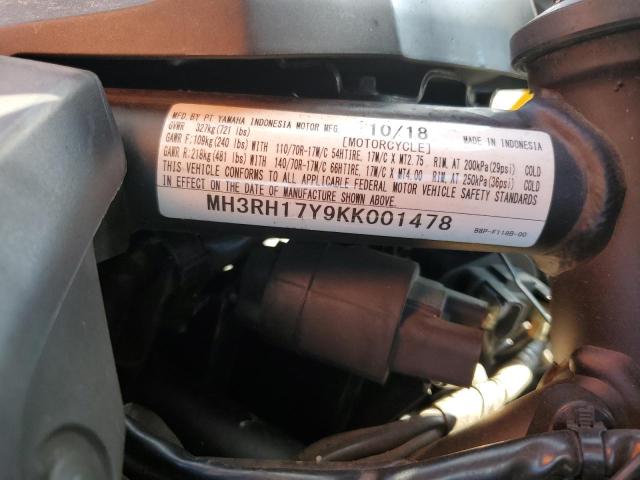 MFD. BY PT. YAMAHA INDONESIA MOTOR MFG. 10/18 MADE IN INDONESIA
GVWR 327kg(721 lbs) [MOTORCYCLE]
GAWR F:109kg(240 lbs)WITH 110/70R-17M/C 54HTIRE, 17M/C X MT2.75 RIM, AT 200kPa(29psi) COLD
GAWR R:218kg(481 lbs)WITH 140/70R-17M/C 66HTIRE, 17M/C X MT4.00 RIM, AT 250kPa(36psi) COLD
THIS VEHICLE CONFORMS TO ALL APPLICABLE FEDERAL MOTOR VEHICLE SAFETY STANDARDS
IN EFFECT ON THE DATE OF MANUFACTURE SHOWN ABOVE.
MH3RH17Y9KK001478